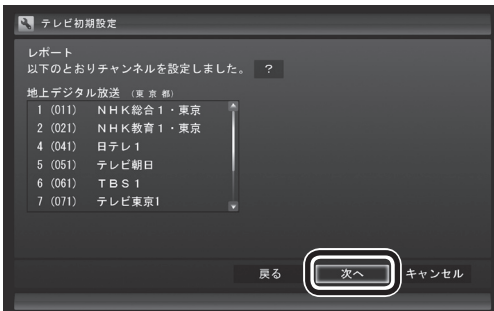 テレビ初期設定
レポート
以下のとおりチャンネルを設定しました。 ?
地上デジタル放送 (東京都)
1 (011) NHK総合1・東京
2 (021) NHK教育1・東京
4 (041) 日テレ1
5 (051) テレビ朝日
6 (061) TBS1
7 (071) テレビ東京1
戻る 次へ キャンセル